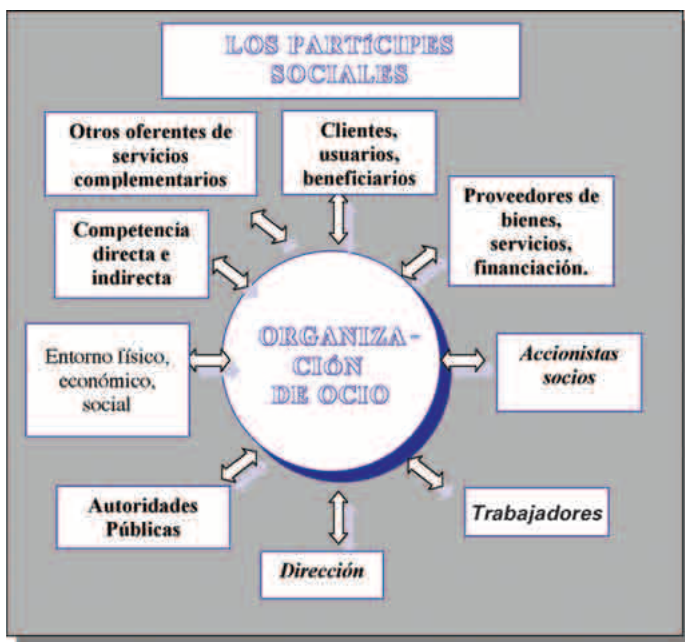 LOS PARTÍCIPES
SOCIALES
Otros oferentes de
servicios
complementarios
Clientes,
usuarios,
beneficiarios
Proveedores de
bienes,
servicios,
financiación.
Competencia
directa e
indirecta
ORGANIZA-
CIÓN
DE OCIO
Entorno físico,
económico,
social
Accionistas
socios
Autoridades
Públicas
Trabajadores
Dirección